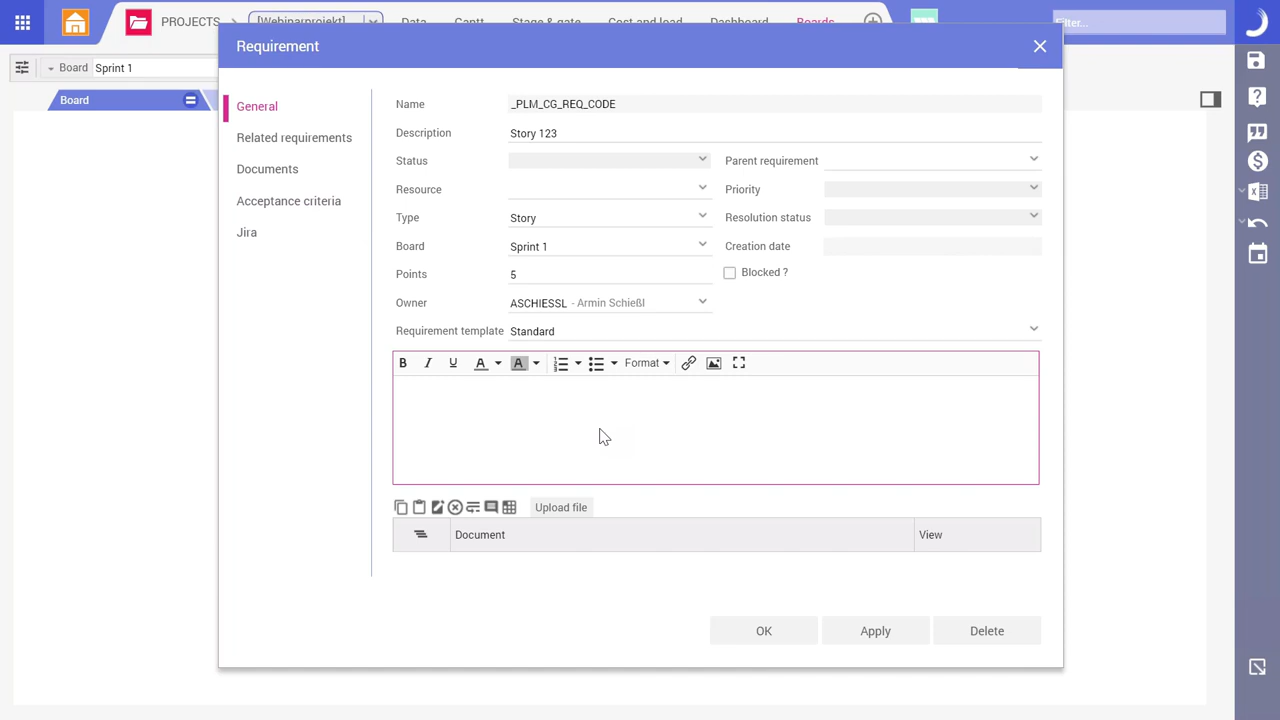 PROJECTS [Webinarprojekt] Data Gantt Stage & gate Cost and load Dashboard Boards Filter...
Requirement
Board Sprint 1
Board
General
Related requirements
Documents
Acceptance criteria
Jira
Name _PLM_CG_REQ_CODE
Description Story 123
Status Parent requirement
Resource Priority
Type Story Resolution status
Board Sprint 1 Creation date
Points 5 Blocked ?
Owner ASCHIESSL - Armin Schießl
Requirement template Standard
B I U A A Format
Upload file
Document View
OK Apply Delete